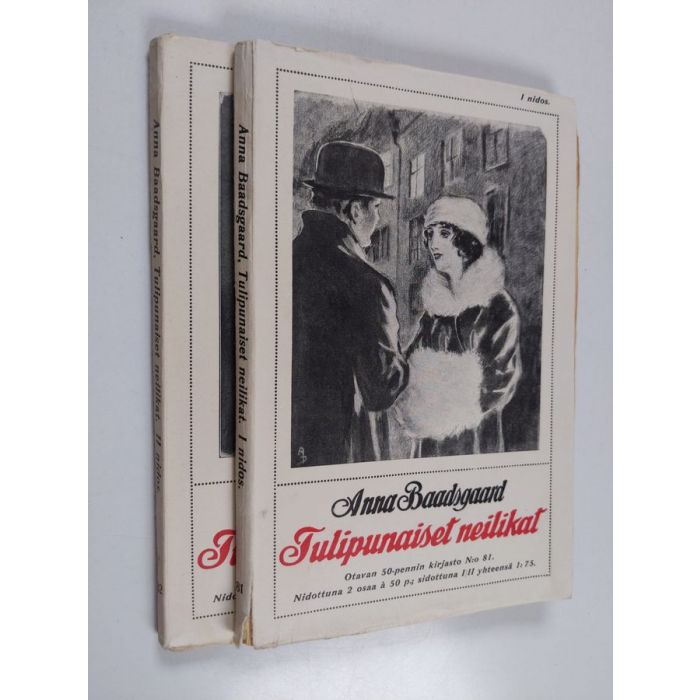 I nidos.
Anna Baadsgaard
Tulipunaiset neilikat
Otavan 50-pennin kirjasto N:o 81.
Nidottuna 2 osaa à 50 p.; sidottuna I:II yhteensä 1:75.
Anna Baadsgaard, Tulipunaiset neilikat. I nidos.
81
Anna Baadsgaard, Tulipunaiset neilikat. II nidos.